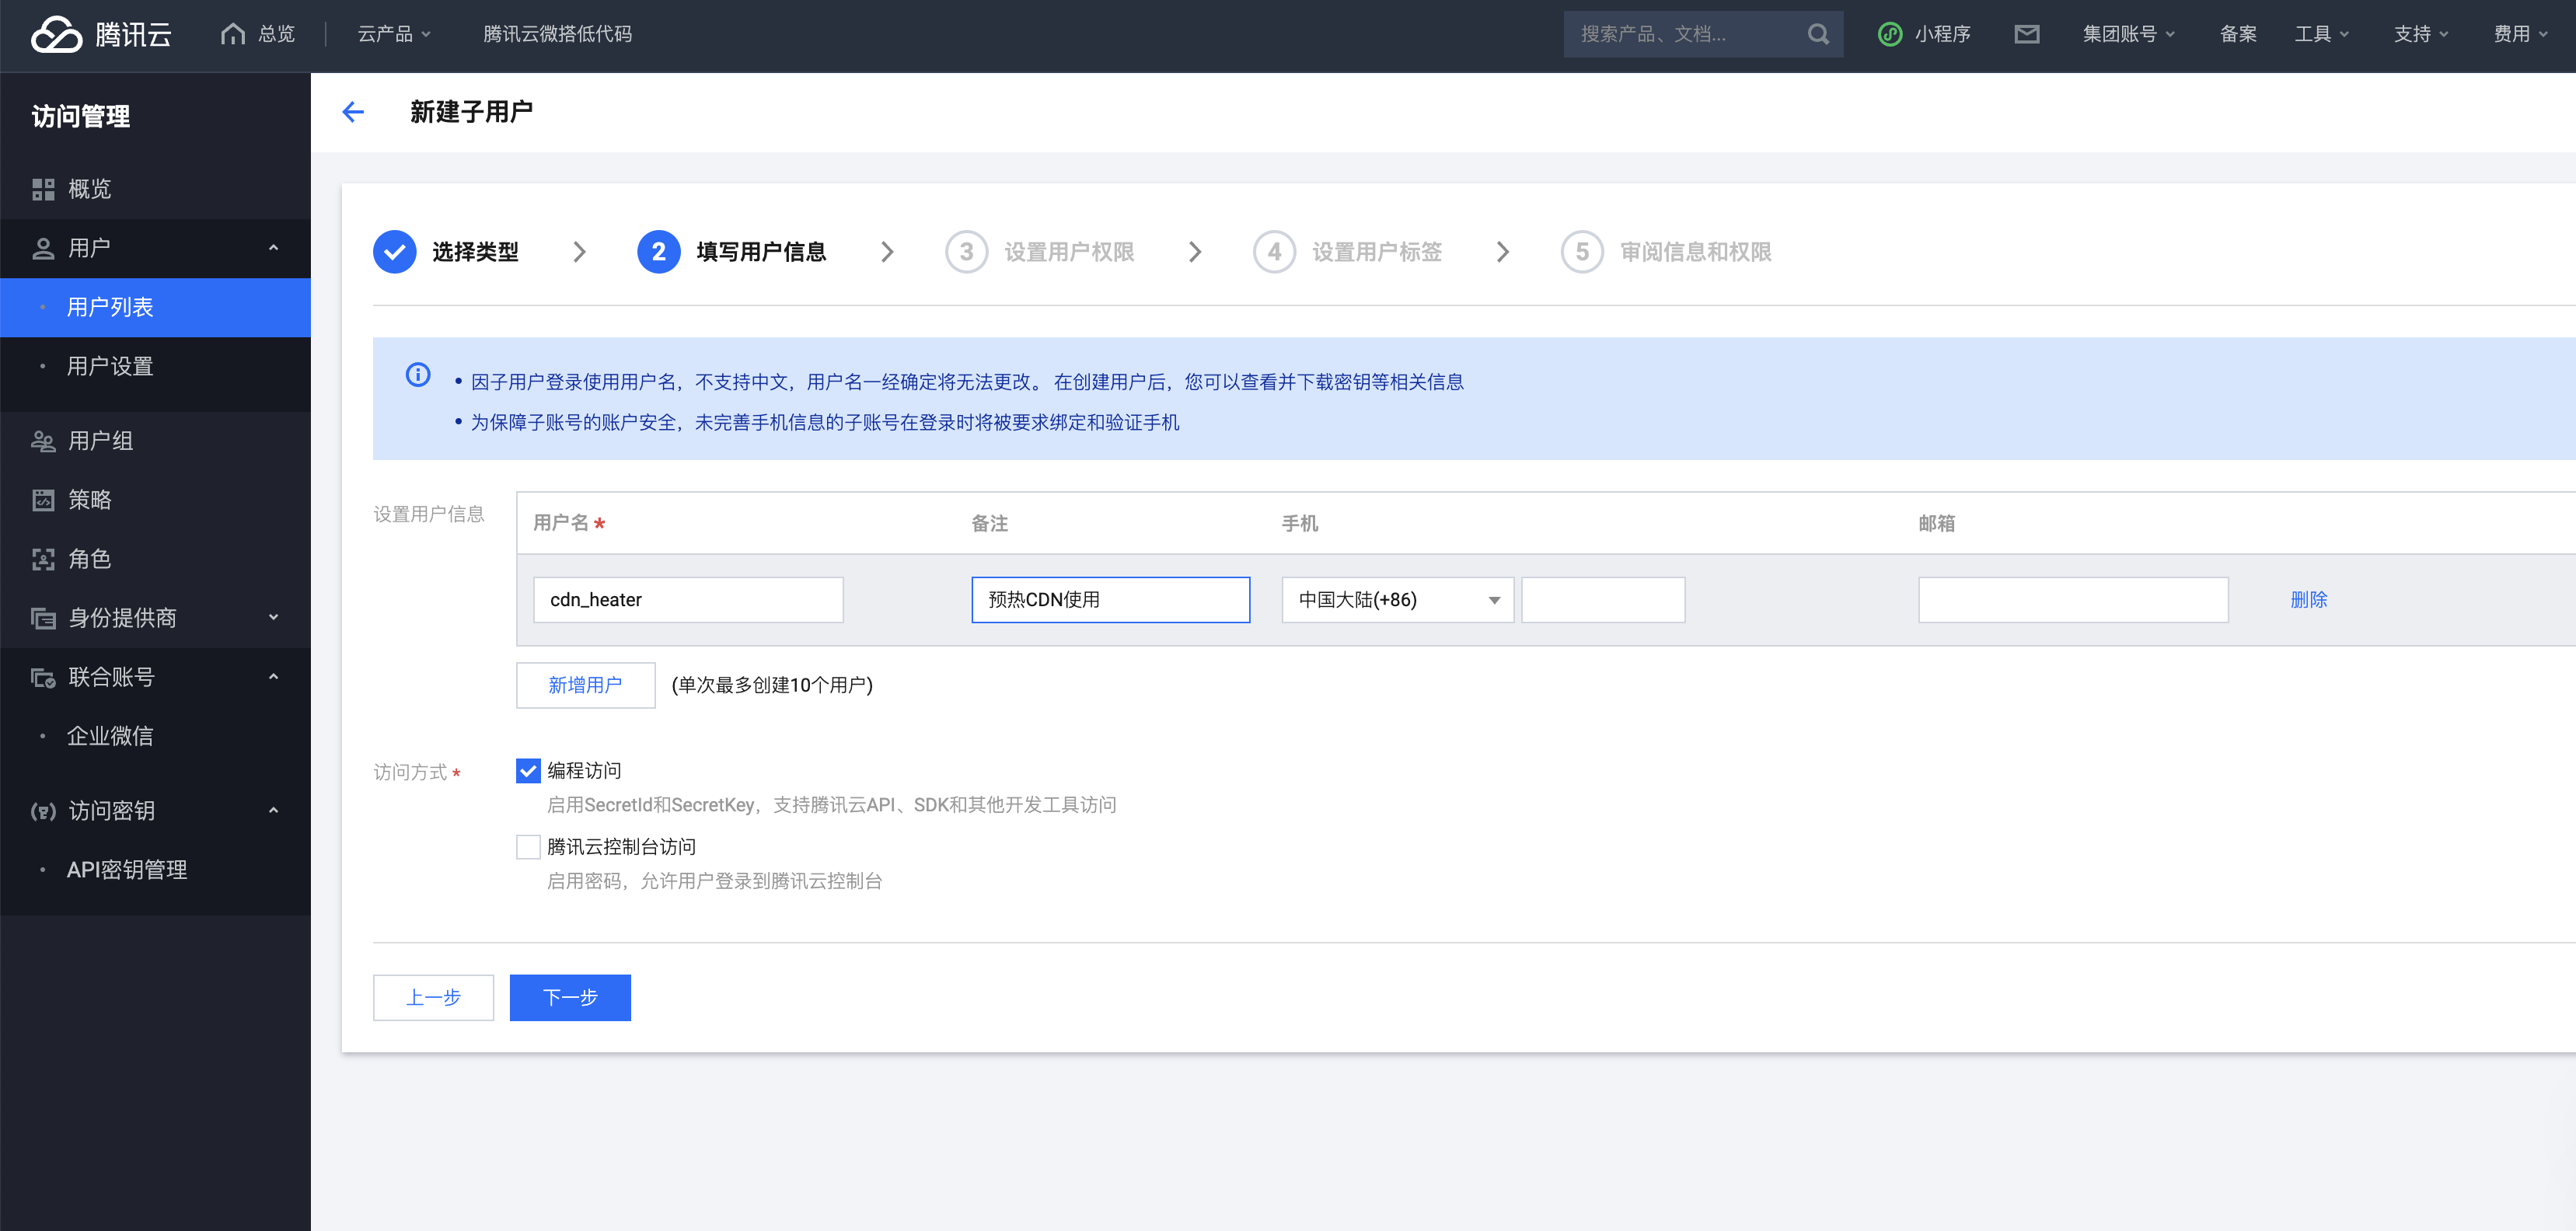 腾讯云 总览 云产品 腾讯云微搭低代码 搜索产品、文档... 小程序 集团账号 备案 工具 支持 费用
访问管理
概览
用户
用户列表
用户设置
用户组
策略
角色
身份提供商
联合账号
企业微信
访问密钥
API密钥管理
新建子用户
选择类型 2 填写用户信息 3 设置用户权限 4 设置用户标签 5 审阅信息和权限
• 因子用户登录使用用户名，不支持中文，用户名一经确定将无法更改。 在创建用户后，您可以查看并下载密钥等相关信息
• 为保障子账号的账户安全，未完善手机信息的子账号在登录时将被要求绑定和验证手机
设置用户信息 用户名* 备注 手机 邮箱
cdn_heater 预热CDN使用 中国大陆(+86) 删除
新增用户 (单次最多创建10个用户)
访问方式* 编程访问
启用SecretId和SecretKey，支持腾讯云API、SDK和其他开发工具访问
腾讯云控制台访问
启用密码，允许用户登录到腾讯云控制台
上一步 下一步